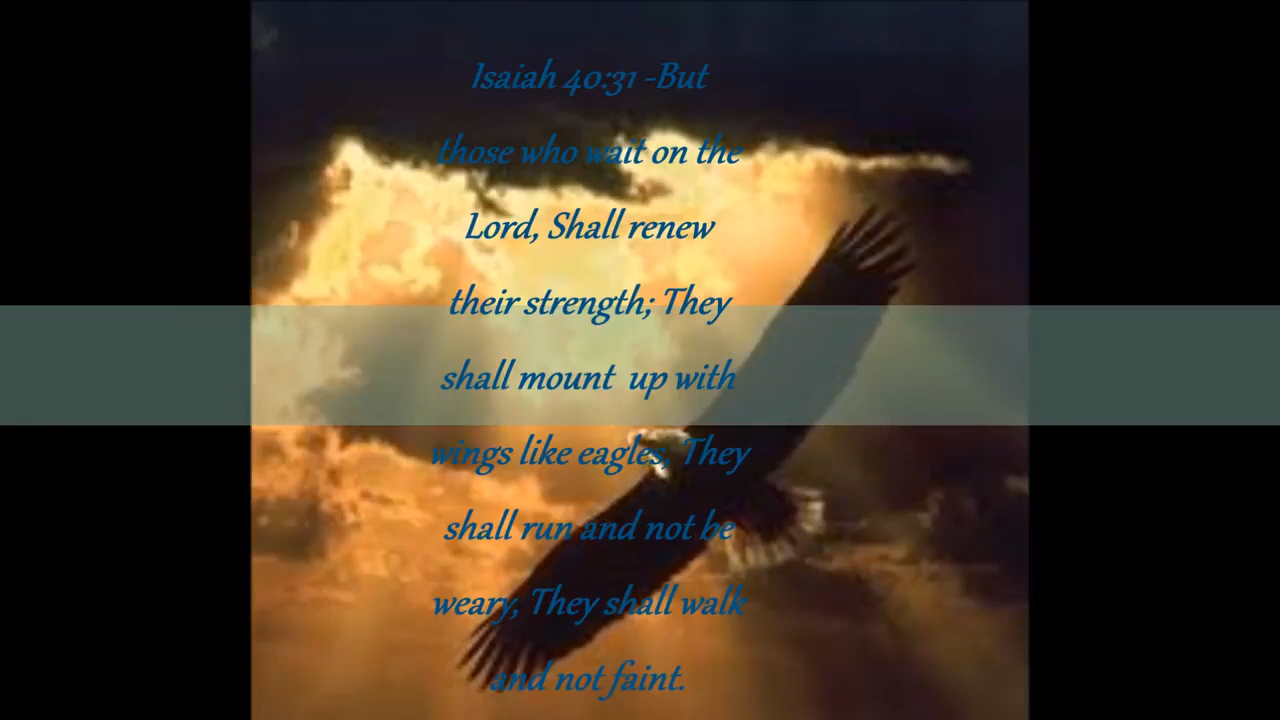 Isaiah 40:31 -But
those who wait on the
Lord, Shall renew
their strength; They
shall mount  up with
wings like eagles, They
shall run and not be
weary, They shall walk
and not faint.